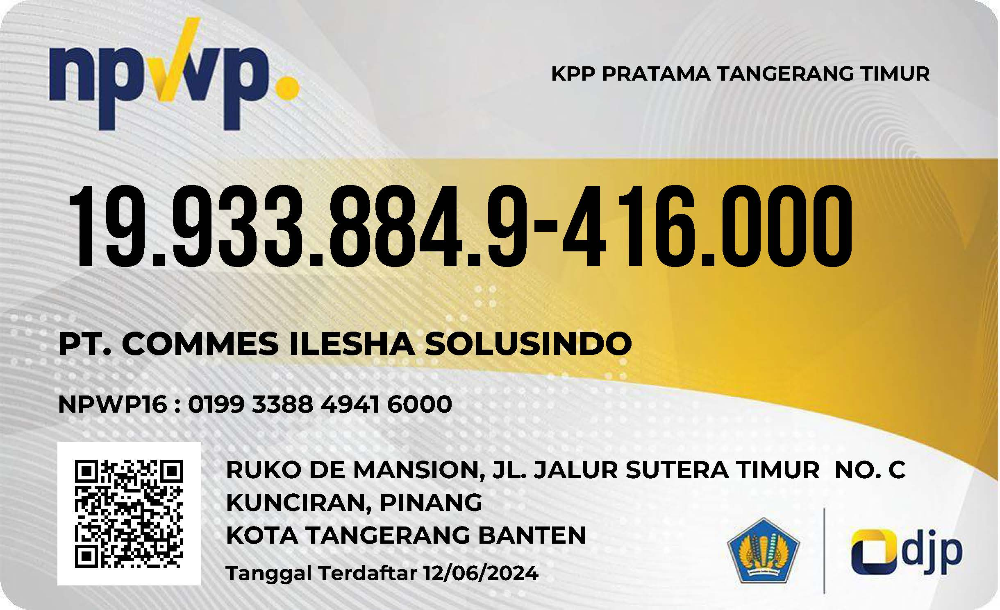 npwp.
KPP PRATAMA TANGERANG TIMUR
19.933.884.9-416.000
PT. COMMES ILESHA SOLUSINDO
NPWP16 : 0199 3388 4941 6000
RUKO DE MANSION, JL. JALUR SUTERA TIMUR NO. C
KUNCIRAN, PINANG
KOTA TANGERANG BANTEN
Tanggal Terdaftar 12/06/2024
djp